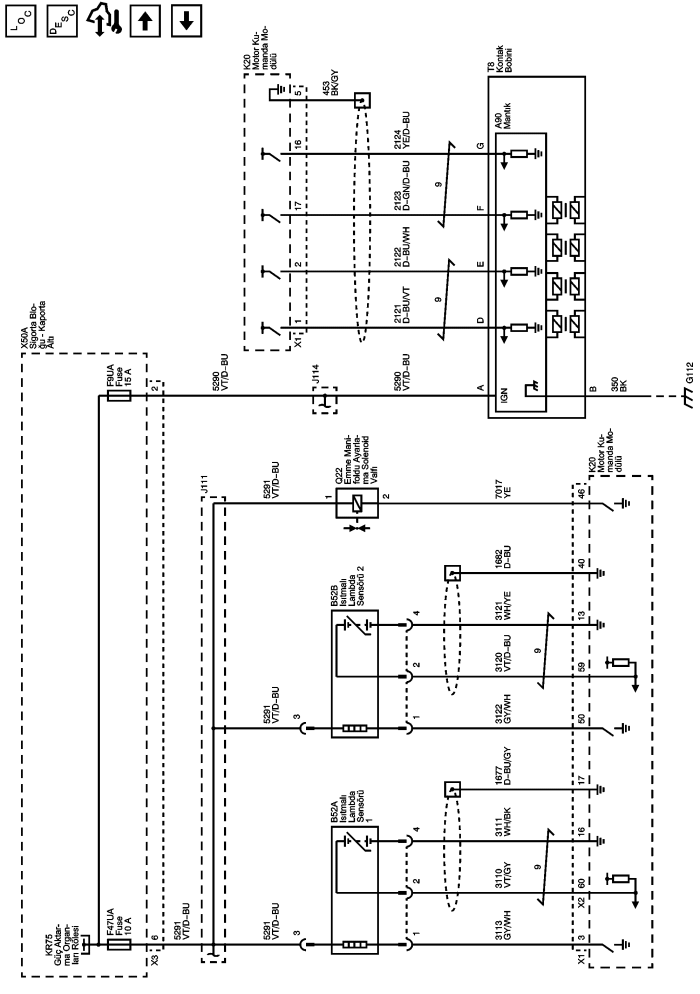 LOC
DESC
K20
Motor Ku-
manda Mo-
dülü
5
16
17
2
1
X1
453
BK/GY
2124
YE/D-BU
2123
D-GN/D-BU
2122
D-BU/WH
2121
D-BU/VT
9
9
T8
Kontak
Bobini
A90
Mantık
G
F
E
D
A
IGN
B
350
BK
G112
X50A
Sigorta Blo-
ğu - Kaporta
Altı
F9UA
Fuse
15 A
2
5290
VT/D-BU
J114
5290
VT/D-BU
J111
5291
VT/D-BU
1
Q22
Emme Mani-
foldu Ayarla-
ma Solenoid
Valfı
2
7017
YE
46
K20
Motor Ku-
manda Mo-
dülü
1682
D-BU
40
B52B
Isıtmalı
Lambda
Sensörü 2
4
3121
WH/YE
13
2
3120
VT/D-BU
59
9
5291
VT/D-BU
3
1
3122
GY/WH
50
1677
D-BU/GY
17
B52A
Isıtmalı
Lambda
Sensörü
1
4
3111
WH/BK
16
2
3110
VT/GY
60
X2
9
KR75
Güç Aktar-
ma Organ-
ları Rölesi
F47UA
Fuse
10 A
6
X3
5291
VT/D-BU
5291
VT/D-BU
3
1
3113
GY/WH
3
X1